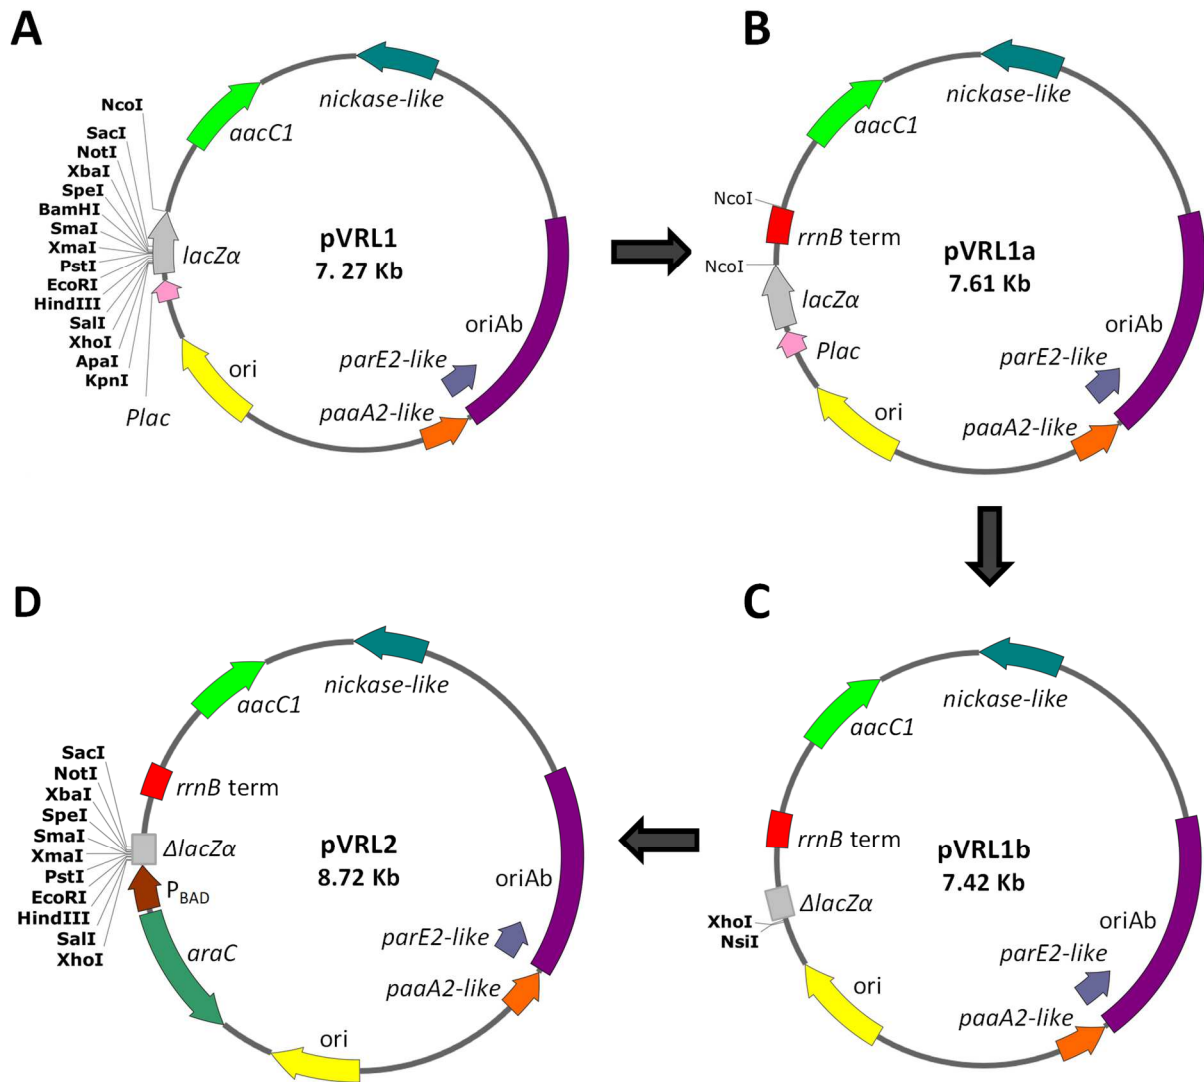 A
NcoI
SacI
NotI
XbaI
SpeI
BamHI
SmaI
XmaI
PstI
EcoRI
HindIII
SalI
XhoI
ApaI
KpnI
Plac
nickase-like
aacC1
lacZα
pVRL1
7. 27 Kb
oriAb
parE2-like
paaA2-like
ori
B
nickase-like
aacC1
NcoI
rrnB term
NcoI
pVRL1a
7.61 Kb
lacZα
Plac
oriAb
parE2-like
paaA2-like
ori
D
nickase-like
aacC1
rrnB term
SacI
NotI
XbaI
SpeI
SmaI
XmaI
PstI
EcoRI
HindIII
SalI
XhoI
ΔlacZα
PBAD
araC
pVRL2
8.72 Kb
oriAb
parE2-like
paaA2-like
ori
C
nickase-like
aacC1
rrnB term
pVRL1b
7.42 Kb
ΔlacZα
XhoI
NsiI
oriAb
parE2-like
paaA2-like
ori